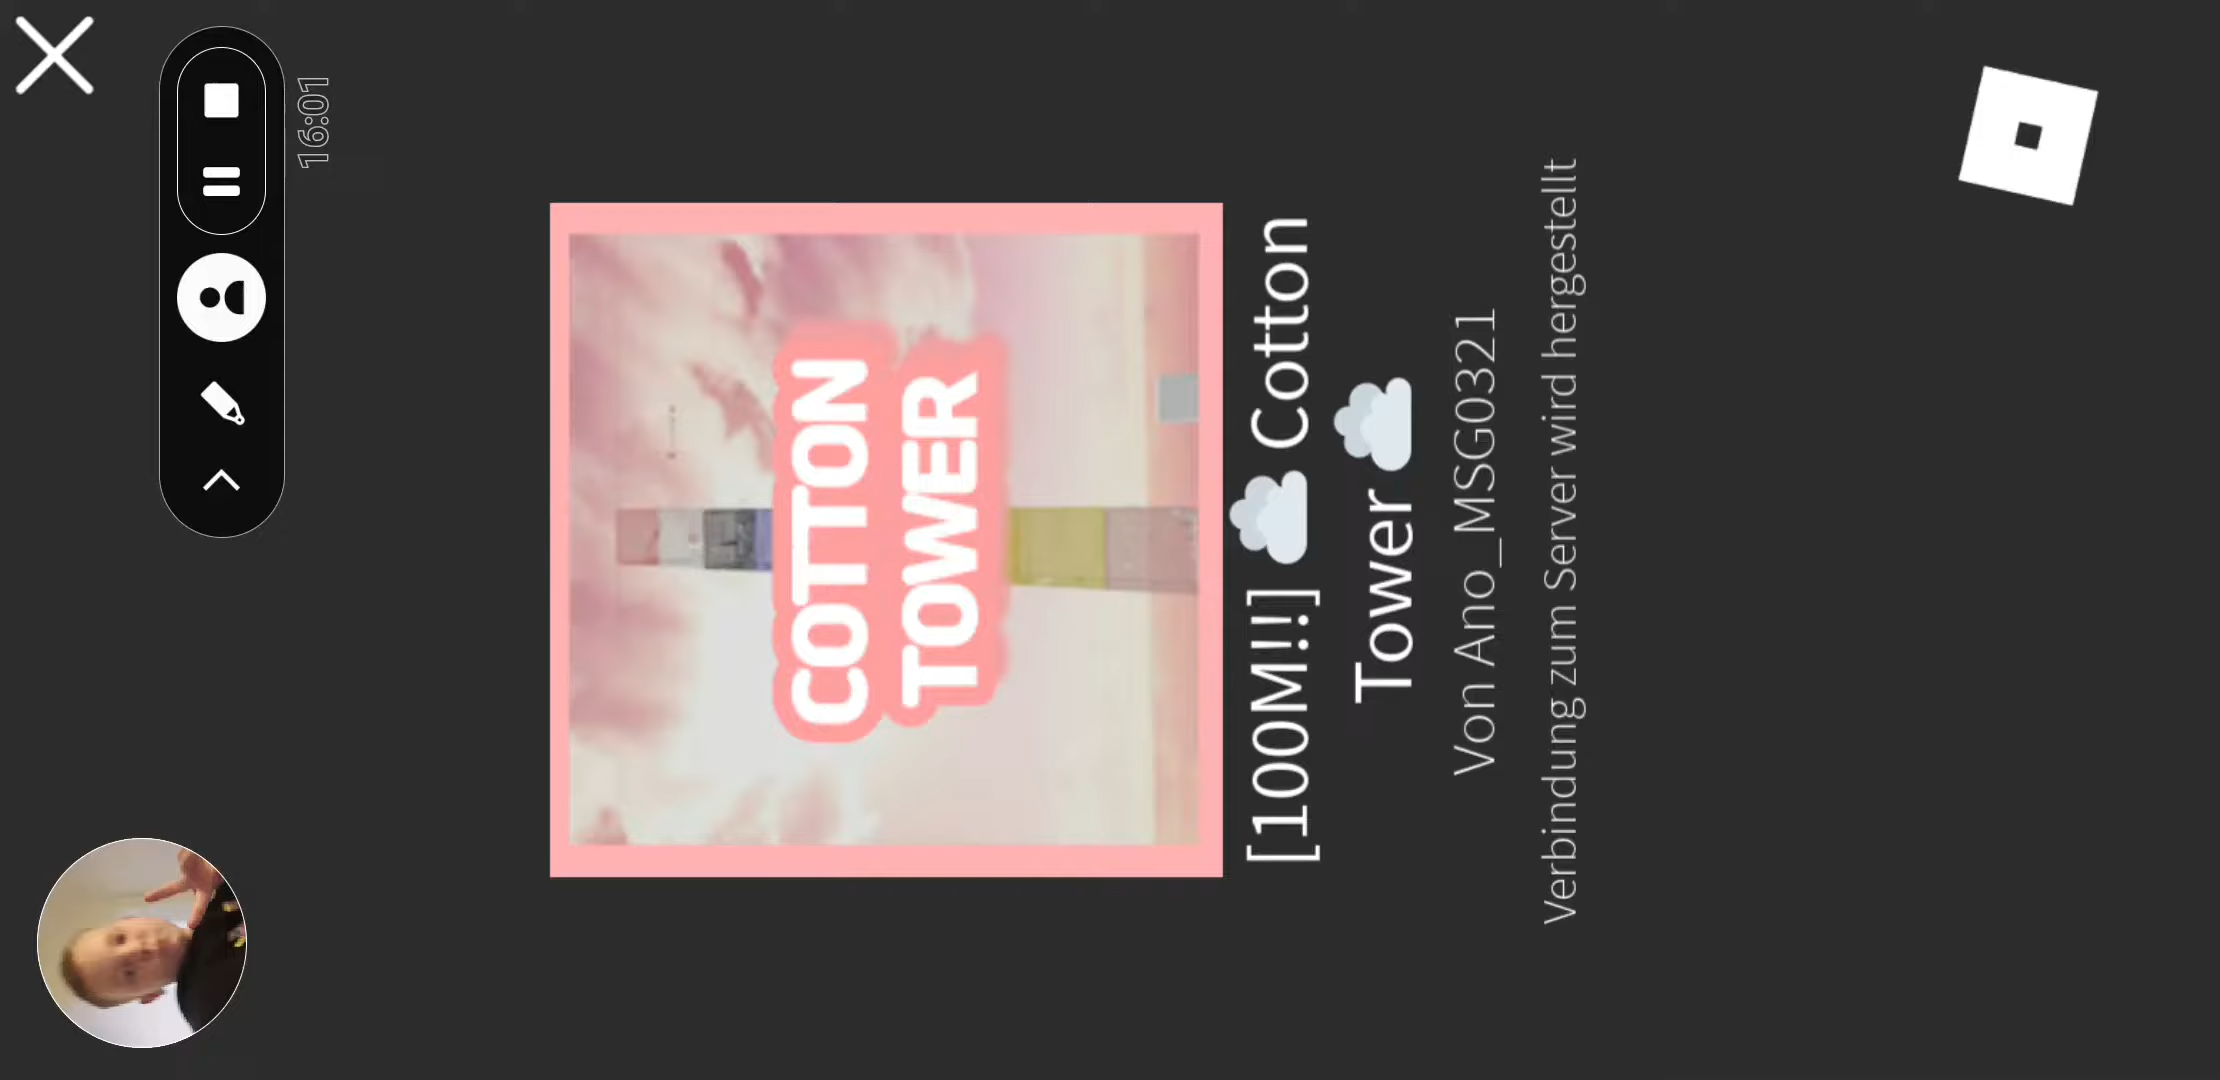 16:01
COTTON
TOWER
[100M!!] ☁️ Cotton
Tower ☁️
Von Ano_MSG0321
Verbindung zum Server wird hergestellt